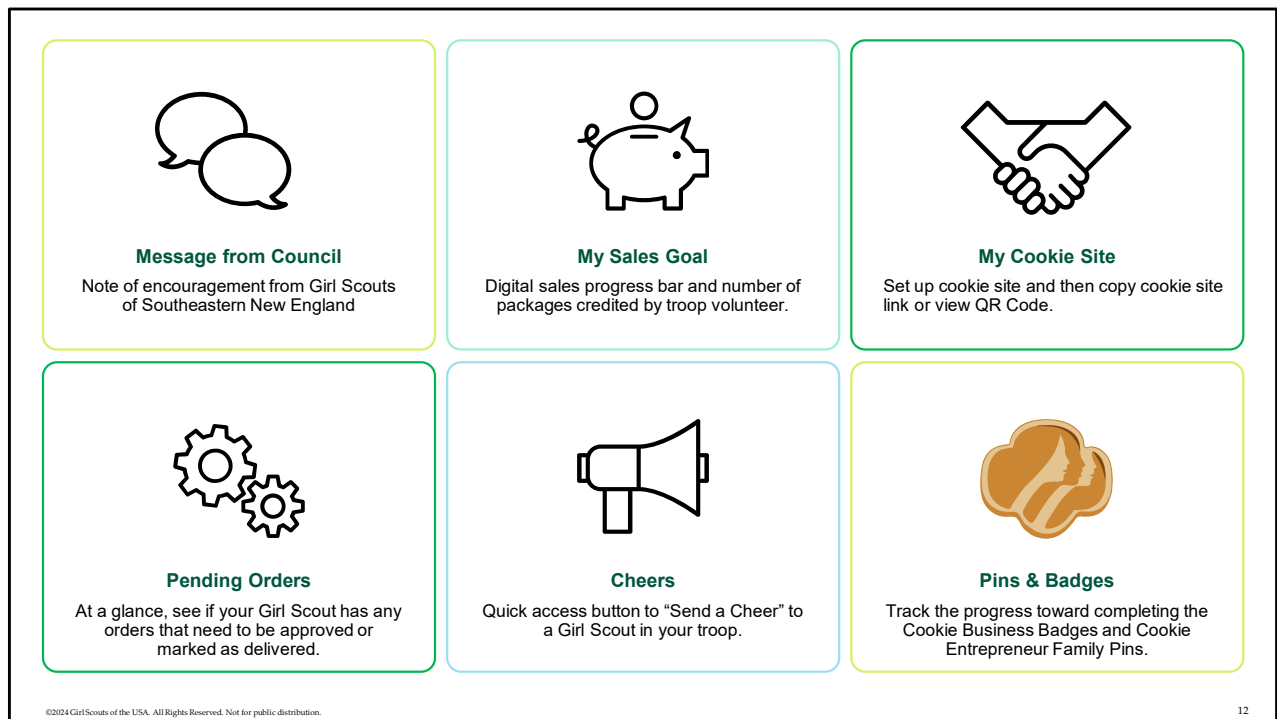 Message from Council
Note of encouragement from Girl Scouts
of Southeastern New England
My Sales Goal
Digital sales progress bar and number of
packages credited by troop volunteer.
My Cookie Site
Set up cookie site and then copy cookie site
link or view QR Code.
Pending Orders
At a glance, see if your Girl Scout has any
orders that need to be approved or
marked as delivered.
Cheers
Quick access button to “Send a Cheer” to
a Girl Scout in your troop.
Pins & Badges
Track the progress toward completing the
Cookie Business Badges and Cookie
Entrepreneur Family Pins.
©2024 Girl Scouts of the USA. All Rights Reserved. Not for public distribution.
12